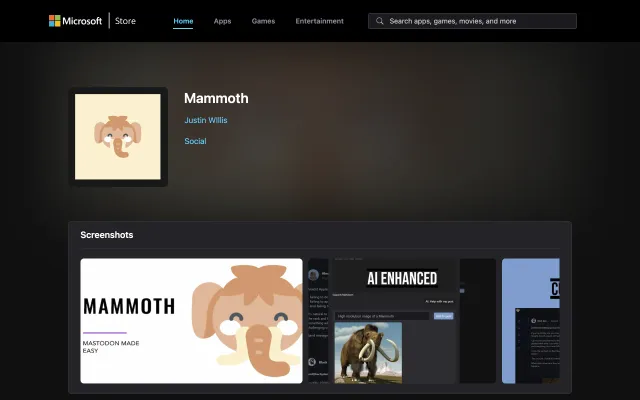 Microsoft | Store
Home
Apps
Games
Entertainment
Search apps, games, movies, and more
Mammoth
Justin Willis
Social
Screenshots
MAMMOTH
MASTODON MADE
EASY
AI ENHANCED